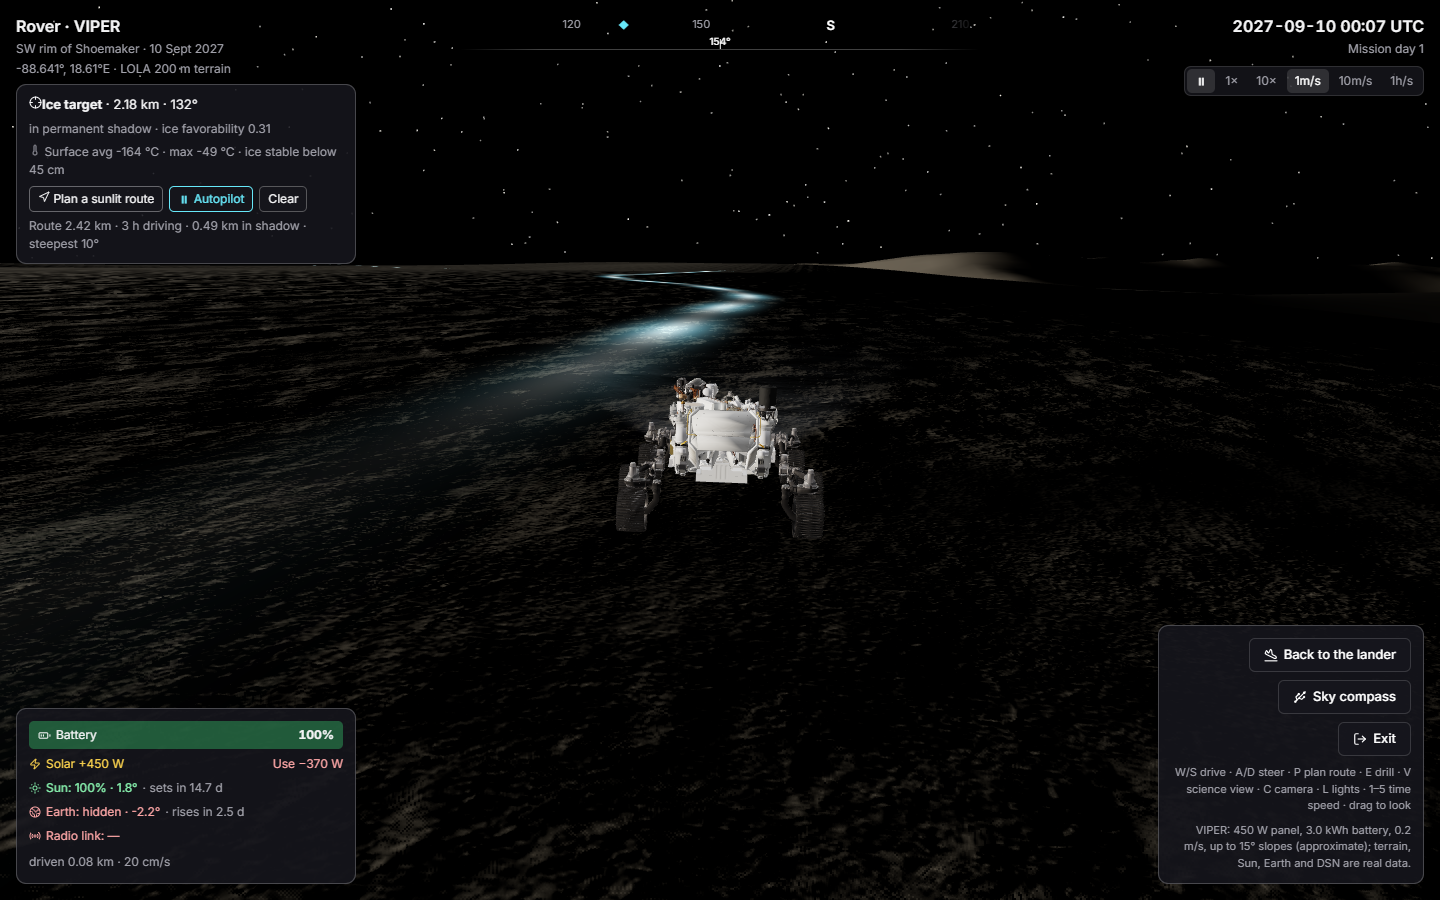 Rover · VIPER
SW rim of Shoemaker · 10 Sept 2027
-88.641°, 18.61°E · LOLA 200 m terrain
Ice target · 2.18 km · 132°
in permanent shadow · ice favorability 0.31
Surface avg -164 °C · max -49 °C · ice stable below
45 cm
Plan a sunlit route
Autopilot
Clear
Route 2.42 km · 3 h driving · 0.49 km in shadow ·
steepest 10°
120
150
S
210
154°
2027-09-10 00:07 UTC
Mission day 1
1×
10×
1m/s
10m/s
1h/s
Battery
100%
Solar +450 W
Use −370 W
Sun: 100% · 1.8° · sets in 14.7 d
Earth: hidden · -2.2° · rises in 2.5 d
Radio link: —
driven 0.08 km · 20 cm/s
Back to the lander
Sky compass
Exit
W/S drive · A/D steer · P plan route · E drill · V
science view · C camera · L lights · 1–5 time
speed · drag to look
VIPER: 450 W panel, 3.0 kWh battery, 0.2
m/s, up to 15° slopes (approximate); terrain,
Sun, Earth and DSN are real data.